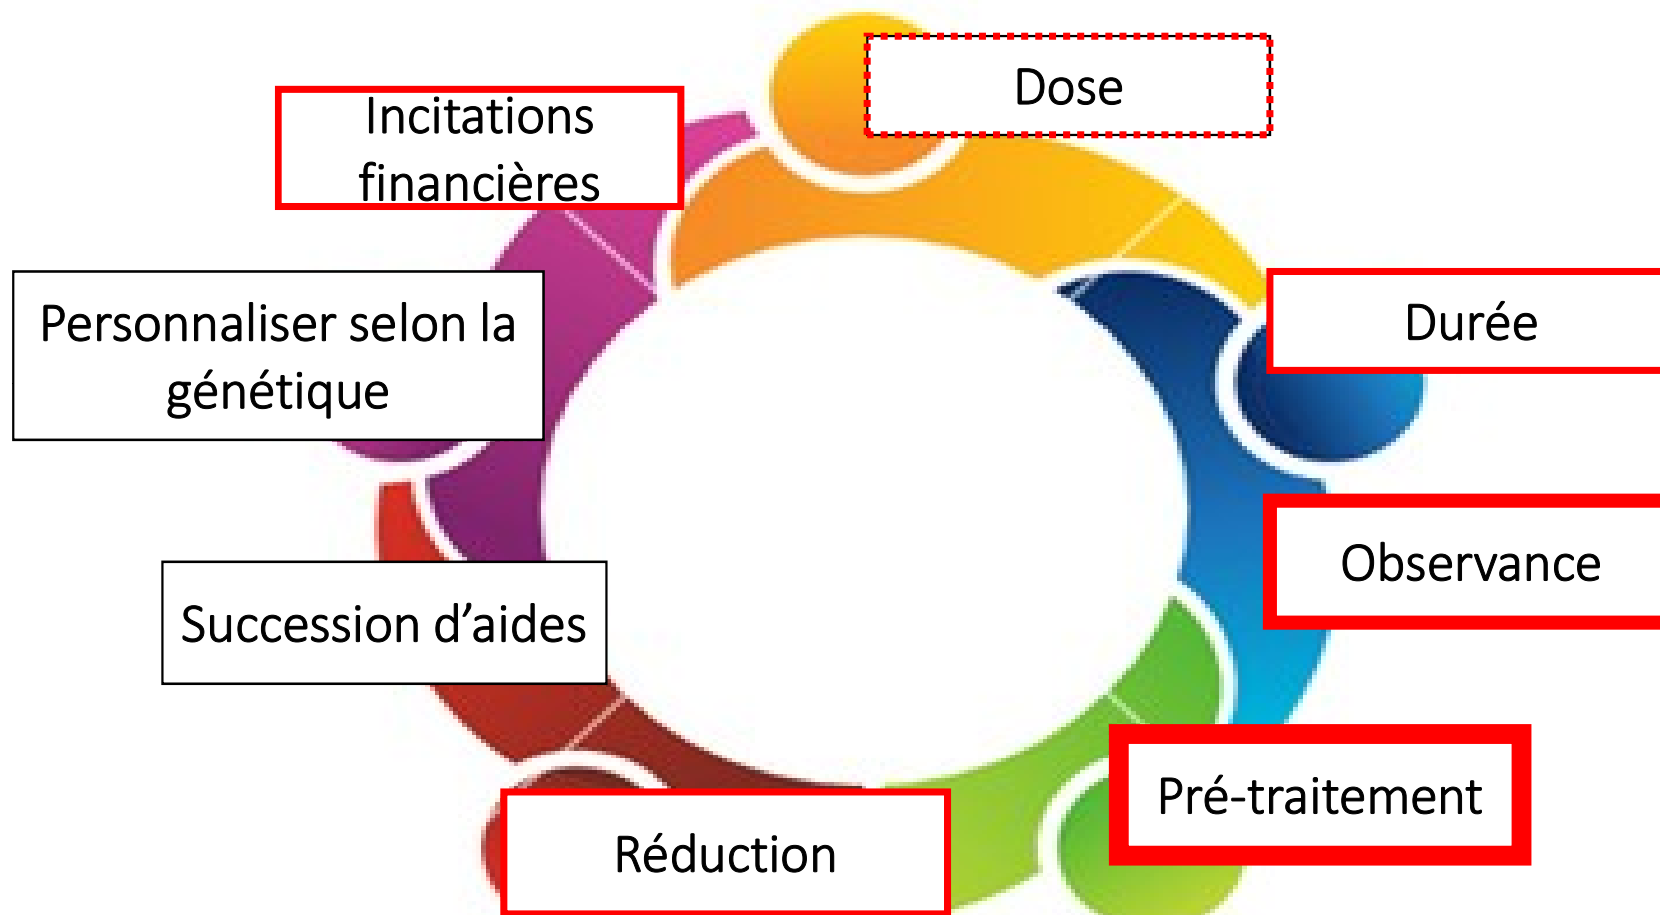 Dose
Incitations
financières
Personnaliser selon la
génétique
Durée
Observance
Succession d’aides
Pré-traitement
Réduction